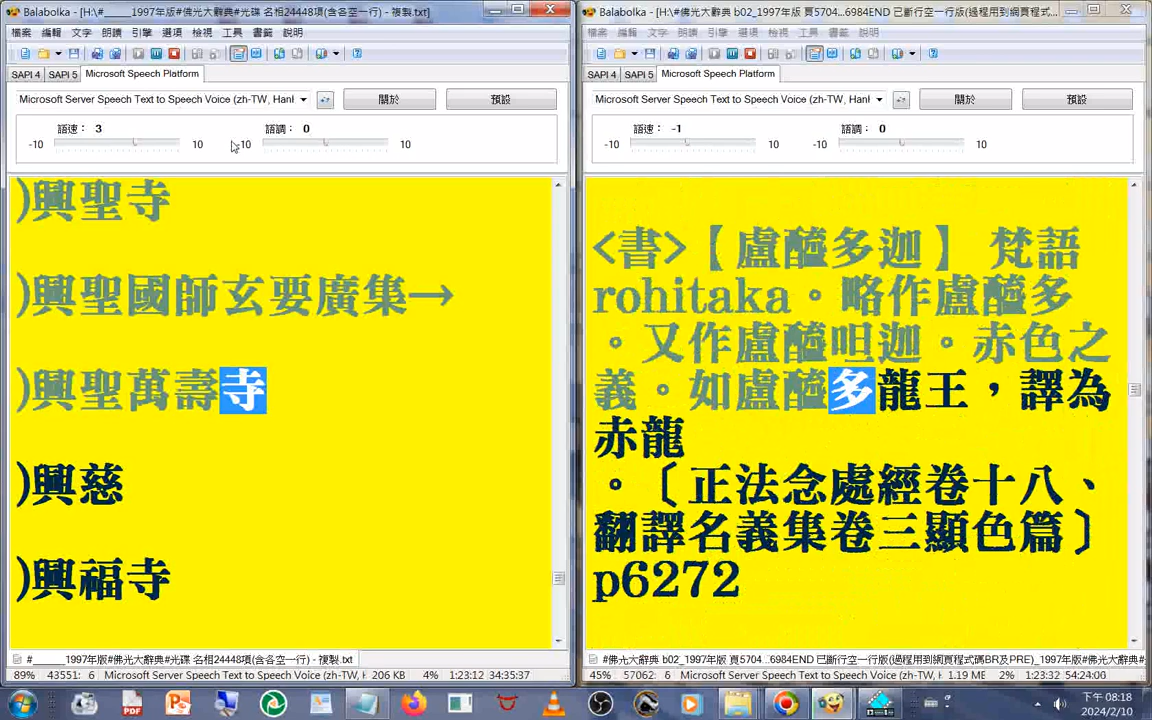 Balabolka - [H:\#_____1997年版#佛光大辭典#光碟 名相24448項(含各空一行) - 複製.txt]
檔案 編輯 文字 朗讀 引擎 選項 檢視 工具 書籤 說明
SAPI 4 SAPI 5 Microsoft Speech Platform
Microsoft Server Speech Text to Speech Voice (zh-TW, HanH 關於 預設
語速: 3 語調: 0
-10 10 -10 10
)興聖寺
)興聖國師玄要廣集→
)興聖萬壽寺
)興慈
)興福寺
#______1997年版#佛光大辭典#光碟 名相24448項(含各空一行) - 複製.txt
89% 43551: 6 Microsoft Server Speech Text to Speech Voice (zh-TW, H 206 KB 4% 1:23:12 34:35:37
Balabolka - [H:\#佛光大辭典 b02_1997年版 頁5704...6984END 已斷行空一行版(過程用到網頁程式...
檔案 編輯 文字 朗讀 引擎 選項 檢視 工具 書籤 說明
SAPI 4 SAPI 5 Microsoft Speech Platform
Microsoft Server Speech Text to Speech Voice (zh-TW, HanH 關於 預設
語速: -1 語調: 0
-10 10 -10 10
<書>【盧醯多迦】 梵語
rohitaka。略作盧醯多
。又作盧醯呾迦。赤色之
義。如盧醯多龍王，譯為
赤龍
。〔正法念處經卷十八、
翻譯名義集卷三顯色篇〕
p6272
#佛光大辭典 b02_1997年版 頁5704...6984END 已斷行空一行版(過程用到網頁程式碼BR及PRE)_1997年版#佛光大辭典#
45% 57062: 6 Microsoft Server Speech Text to Speech Voice (zh-TW, H 1.19 ME 2% 1:23:32 54:24:00
下午 08:18
2024/2/10